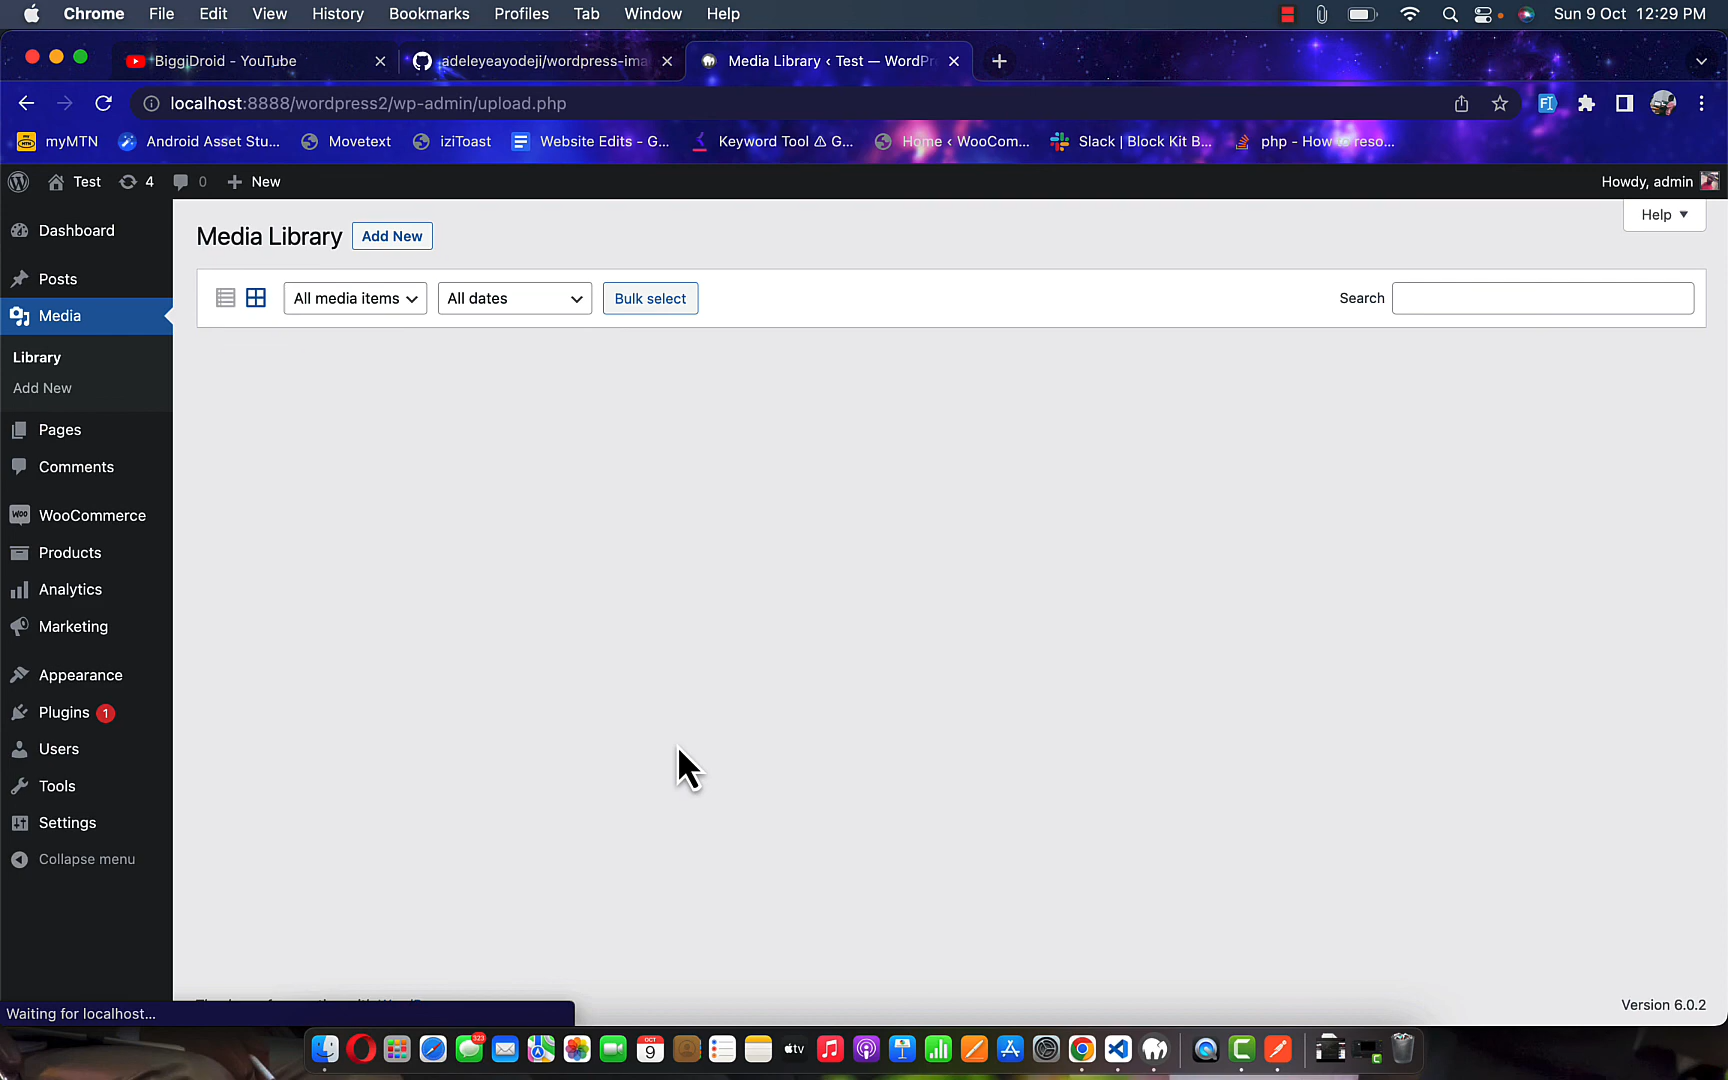 Chrome File Edit View History Bookmarks Profiles Tab Window Help Sun 9 Oct 12:29 PM
BiggiDroid - YouTube adeleyeayodeji/wordpress-ima Media Library ‹ Test — WordPr
localhost:8888/wordpress2/wp-admin/upload.php
myMTN Android Asset Stu... Movetext iziToast Website Edits - G... Keyword Tool ⚠ G... Home ‹ WooCom... Slack | Block Kit B... php - How to reso...
Test 4 0 New Howdy, admin
Help
Media Library Add New
All media items All dates Bulk select Search
Dashboard
Posts
Media
Library
Add New
Pages
Comments
WooCommerce
Products
Analytics
Marketing
Appearance
Plugins 1
Users
Tools
Settings
Collapse menu
Version 6.0.2
Waiting for localhost...
323
OCT
9
tv